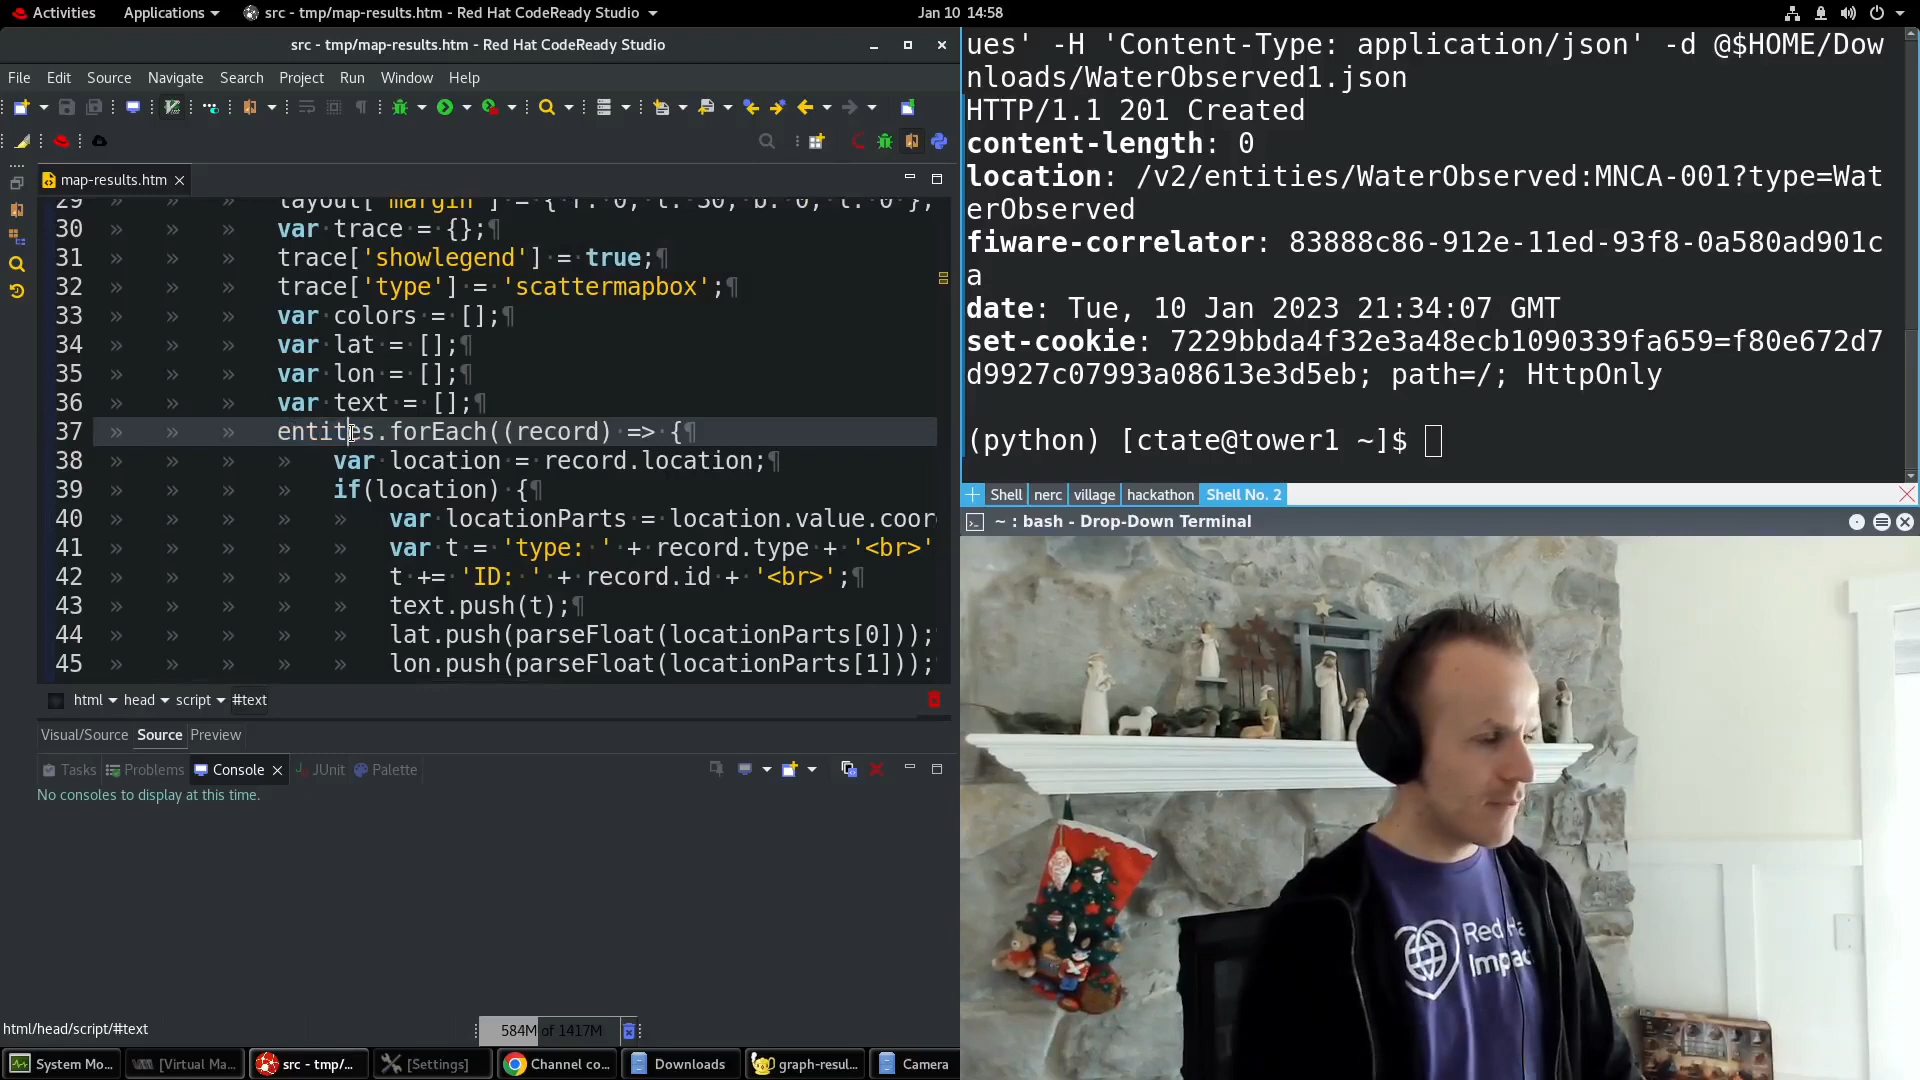 Activities
Applications
src - tmp/map-results.htm - Red Hat CodeReady Studio
Jan 10 14:58
src - tmp/map-results.htm - Red Hat CodeReady Studio
File Edit Source Navigate Search Project Run Window Help
map-results.htm
29 layout['margin'] = { r: 0, t: 30, b: 0, l: 0 },
30 » » » var·trace·=·{};¶
31 » » » trace['showlegend']·=·true;¶
32 » » » trace['type']·=·'scattermapbox';¶
33 » » » var·colors·=·[];¶
34 » » » var·lat·=·[];¶
35 » » » var·lon·=·[];¶
36 » » » var·text·=·[];¶
37 » » » entites.forEach((record)·=>·{¶
38 » » » » var·location·=·record.location;¶
39 » » » » if(location)·{¶
40 » » » » » var·locationParts·=·location.value.coor
41 » » » » » var·t·=·'type:·'·+·record.type·+·'<br>'
42 » » » » » t·+=·'ID:·'·+·record.id·+·'<br>';¶
43 » » » » » text.push(t);¶
44 » » » » » lat.push(parseFloat(locationParts[0]));
45 » » » » » lon.push(parseFloat(locationParts[1]));
html head script #text
Visual/Source Source Preview
Tasks Problems Console JUnit Palette
No consoles to display at this time.
html/head/script/#text
584M of 1417M
ues' -H 'Content-Type: application/json' -d @$HOME/Dow
nloads/WaterObserved1.json
HTTP/1.1 201 Created
content-length: 0
location: /v2/entities/WaterObserved:MNCA-001?type=Wat
erObserved
fiware-correlator: 83888c86-912e-11ed-93f8-0a580ad901c
a
date: Tue, 10 Jan 2023 21:34:07 GMT
set-cookie: 7229bbda4f32e3a48ecb1090339fa659=f80e672d7
d9927c07993a08613e3d5eb; path=/; HttpOnly
(python) [ctate@tower1 ~]$
Shell nerc village hackathon Shell No. 2
~ : bash - Drop-Down Terminal
Red Ha
Impac
System Mo... [Virtual Ma... src - tmp/... [Settings] Channel co... Downloads graph-resul... Camera